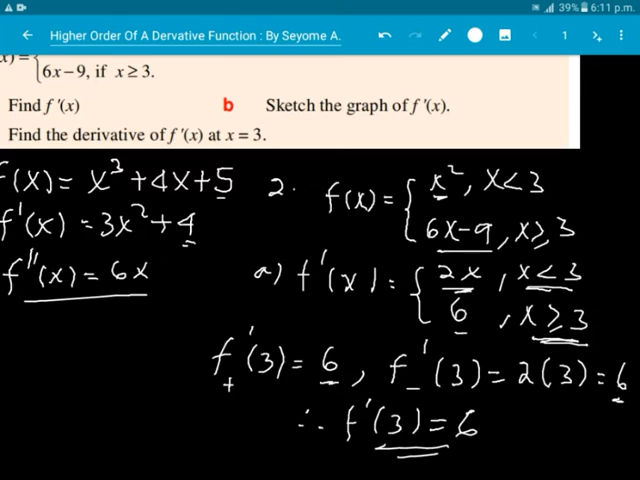 39% 6:11 p.m.
Higher Order Of A Dervative Function : By Seyome A.
1
x) = { 6x – 9, if x ≥ 3.
Find f ′(x)
b Sketch the graph of f ′(x).
Find the derivative of f ′(x) at x = 3.
f(x) = x³ + 4x + 5
f'(x) = 3x² + 4
f''(x) = 6x
2. f(x) = { x², x < 3
6x-9, x ≥ 3
a) f'(x) = { 2x, x < 3
6, x ≥ 3
f₊'(3) = 6, f₋'(3) = 2(3) = 6
∴ f'(3) = 6